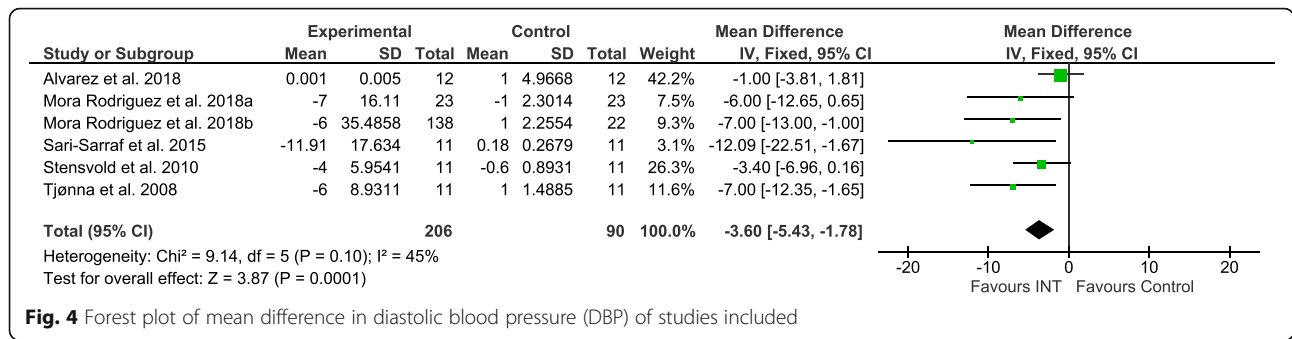 Experimental Control Mean Difference Mean Difference
Study or Subgroup Mean SD Total Mean SD Total Weight IV, Fixed, 95% CI IV, Fixed, 95% CI
Alvarez et al. 2018 0.001 0.005 12 1 4.9668 12 42.2% -1.00 [-3.81, 1.81]
Mora Rodriguez et al. 2018a -7 16.11 23 -1 2.3014 23 7.5% -6.00 [-12.65, 0.65]
Mora Rodriguez et al. 2018b -6 35.4858 138 1 2.2554 22 9.3% -7.00 [-13.00, -1.00]
Sari-Sarraf et al. 2015 -11.91 17.634 11 0.18 0.2679 11 3.1% -12.09 [-22.51, -1.67]
Stensvold et al. 2010 -4 5.9541 11 -0.6 0.8931 11 26.3% -3.40 [-6.96, 0.16]
Tjønna et al. 2008 -6 8.9311 11 1 1.4885 11 11.6% -7.00 [-12.35, -1.65]
Total (95% CI) 206 90 100.0% -3.60 [-5.43, -1.78]
Heterogeneity: Chi² = 9.14, df = 5 (P = 0.10); I² = 45%
Test for overall effect: Z = 3.87 (P = 0.0001)
-20 -10 0 10 20
Favours INT Favours Control
Fig. 4 Forest plot of mean difference in diastolic blood pressure (DBP) of studies included